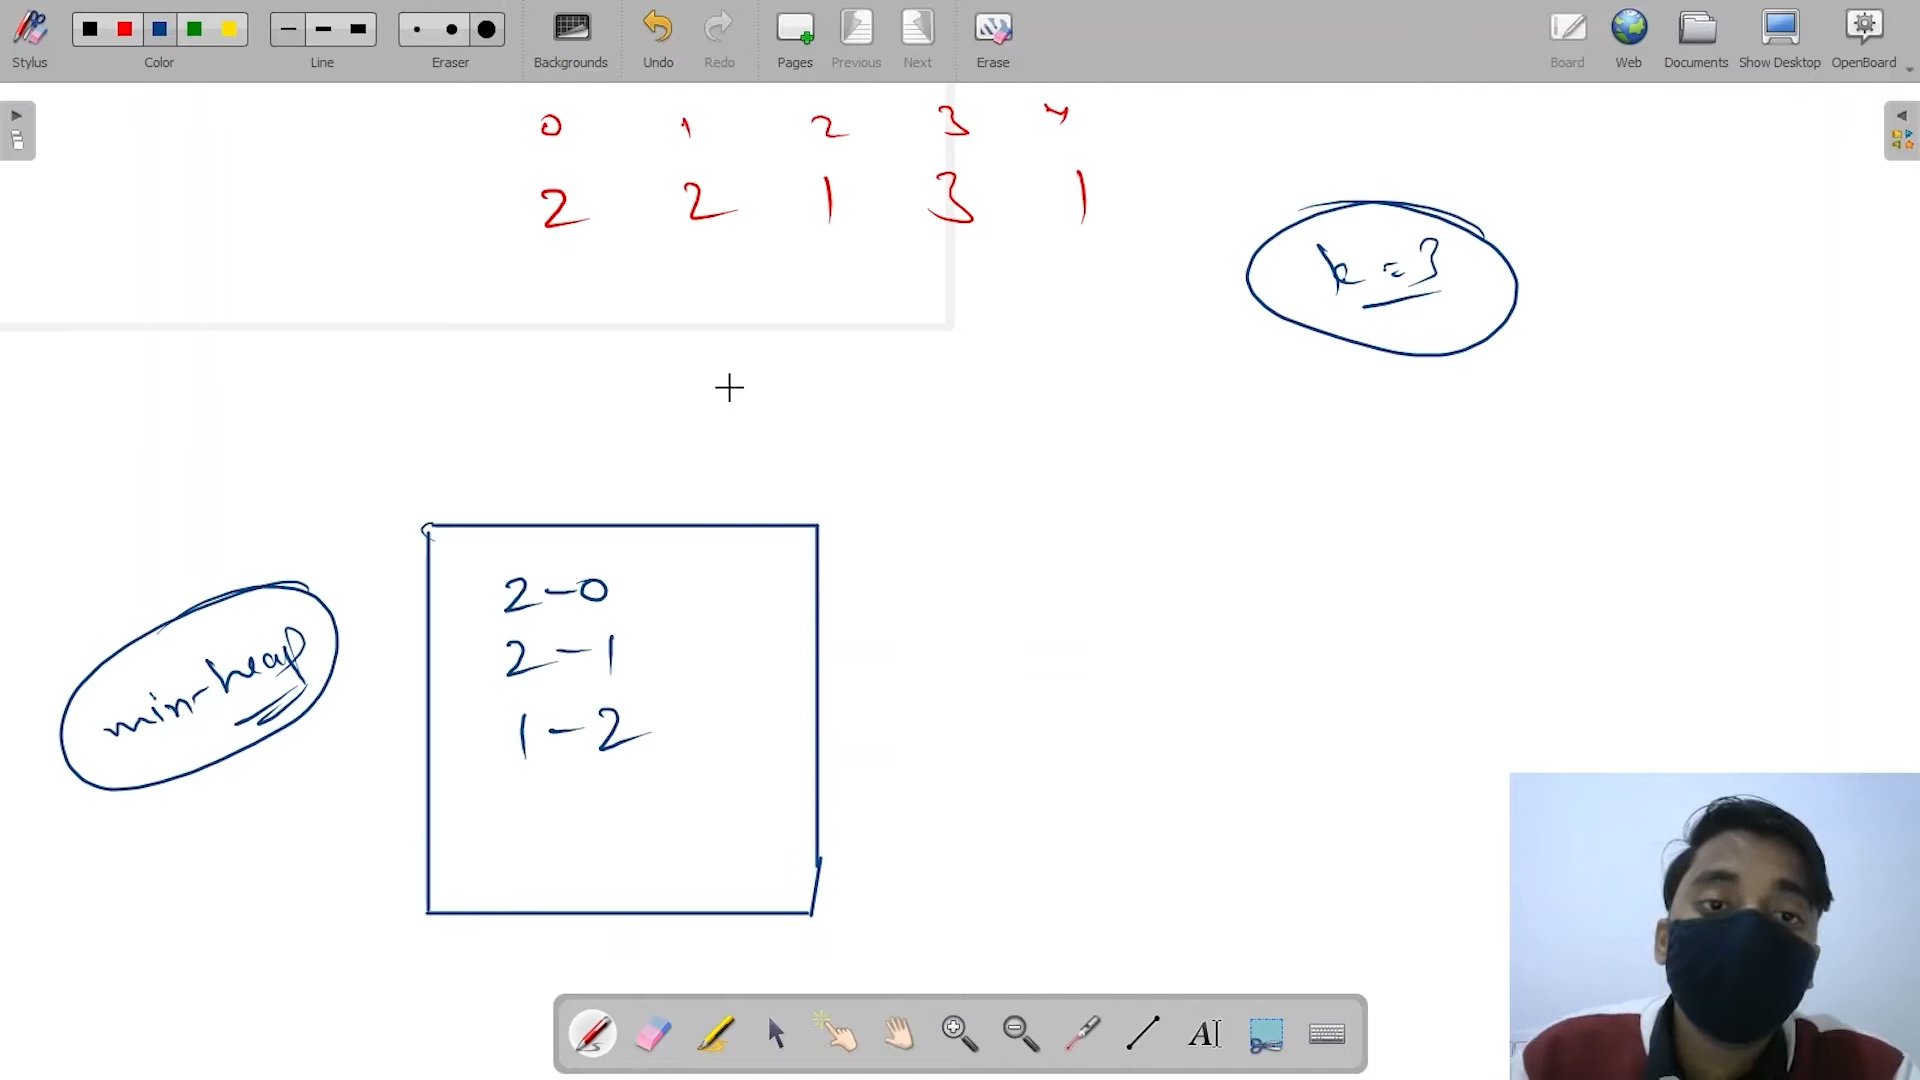 Stylus
Color
Line
Eraser
Backgrounds
Undo
Redo
Pages
Previous
Next
Erase
Board
Web
Documents
Show Desktop
OpenBoard
0 1 2 3 4
2 2 1 3 1
k = 3
min-heap
2-0
2-1
1-2
A